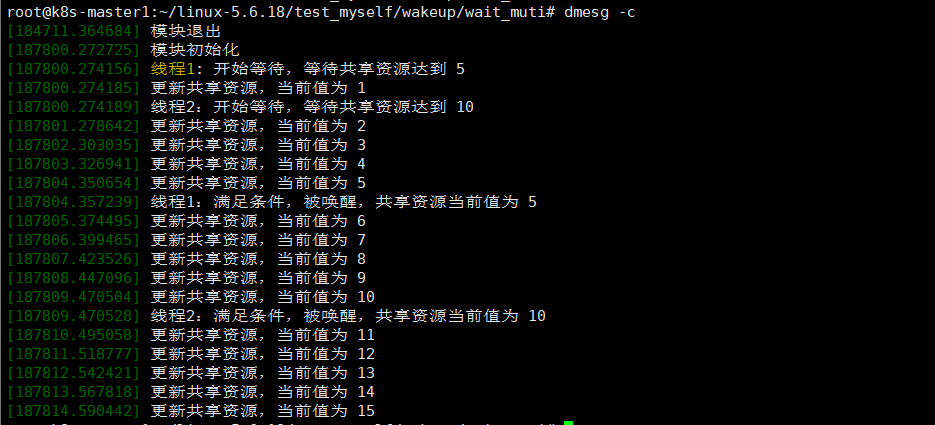 root@k8s-master1:~/linux-5.6.18/test_myself/wakeup/wait_muti# dmesg -c
[184711.364684] 模块退出
[187800.272725] 模块初始化
[187800.274156] 线程1: 开始等待，等待共享资源达到 5
[187800.274185] 更新共享资源，当前值为 1
[187800.274189] 线程2：开始等待，等待共享资源达到 10
[187801.278642] 更新共享资源，当前值为 2
[187802.303035] 更新共享资源，当前值为 3
[187803.326941] 更新共享资源，当前值为 4
[187804.350654] 更新共享资源，当前值为 5
[187804.357239] 线程1：满足条件，被唤醒，共享资源当前值为 5
[187805.374495] 更新共享资源，当前值为 6
[187806.399465] 更新共享资源，当前值为 7
[187807.423526] 更新共享资源，当前值为 8
[187808.447096] 更新共享资源，当前值为 9
[187809.470504] 更新共享资源，当前值为 10
[187809.470528] 线程2：满足条件，被唤醒，共享资源当前值为 10
[187810.495058] 更新共享资源，当前值为 11
[187811.518777] 更新共享资源，当前值为 12
[187812.542421] 更新共享资源，当前值为 13
[187813.567818] 更新共享资源，当前值为 14
[187814.590442] 更新共享资源，当前值为 15